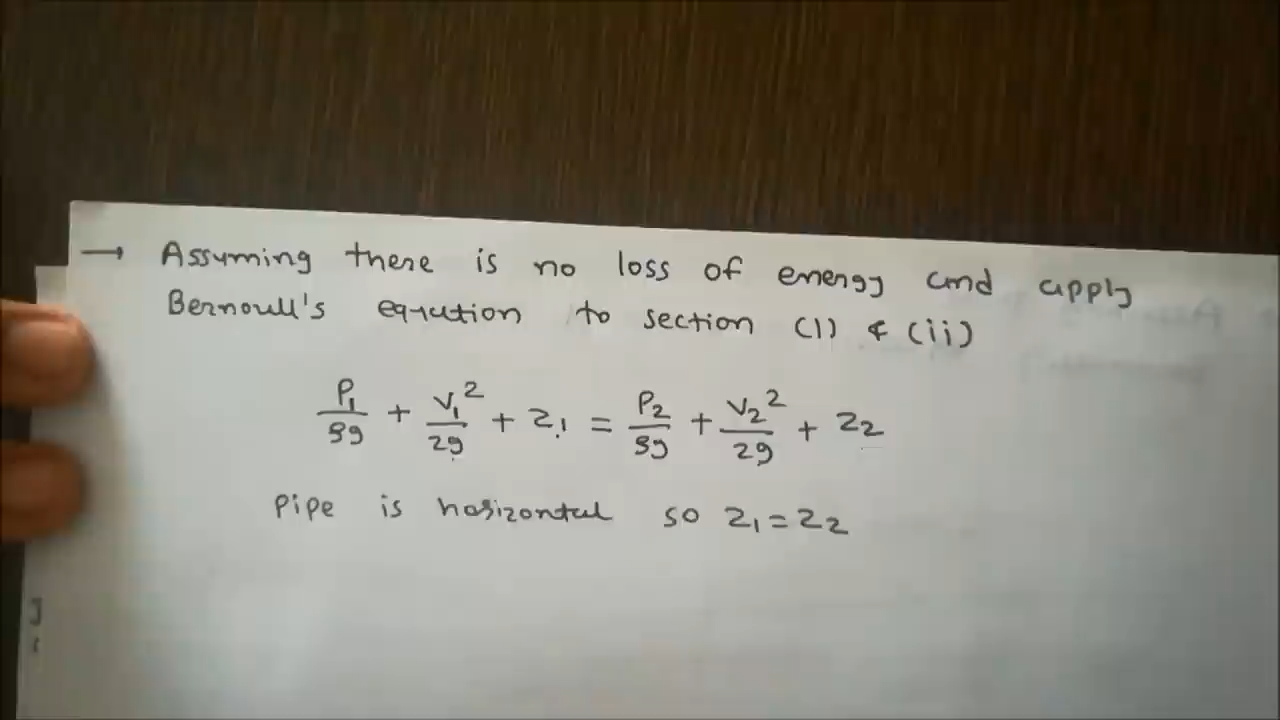 → Assuming there is no loss of energy and apply
Bernoull's equation to section (i) & (ii)
P₁/ρg + V₁²/2g + Z₁ = P₂/ρg + V₂²/2g + Z₂
Pipe is horizontal so Z₁ = Z₂